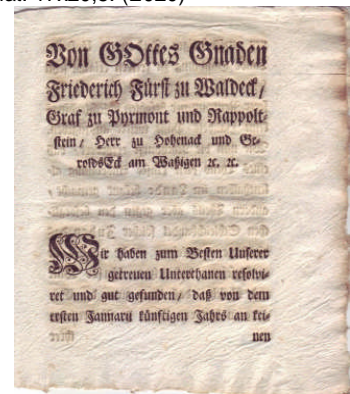 Von GOttes Gnaden
Friederich Fürst zu Waldeck/
Graf zu Pyrmont und Rappolt-
stein/ Herr zu Hohenack und Ge-
roldsEck am Waßigen ꝛc. ꝛc.
Wir haben zum Besten Unserer
getreuen Unterthanen resolvi-
ret und gut gefunden/ daß von dem
ersten Januarii künftigen Jahrs an kei-
nen